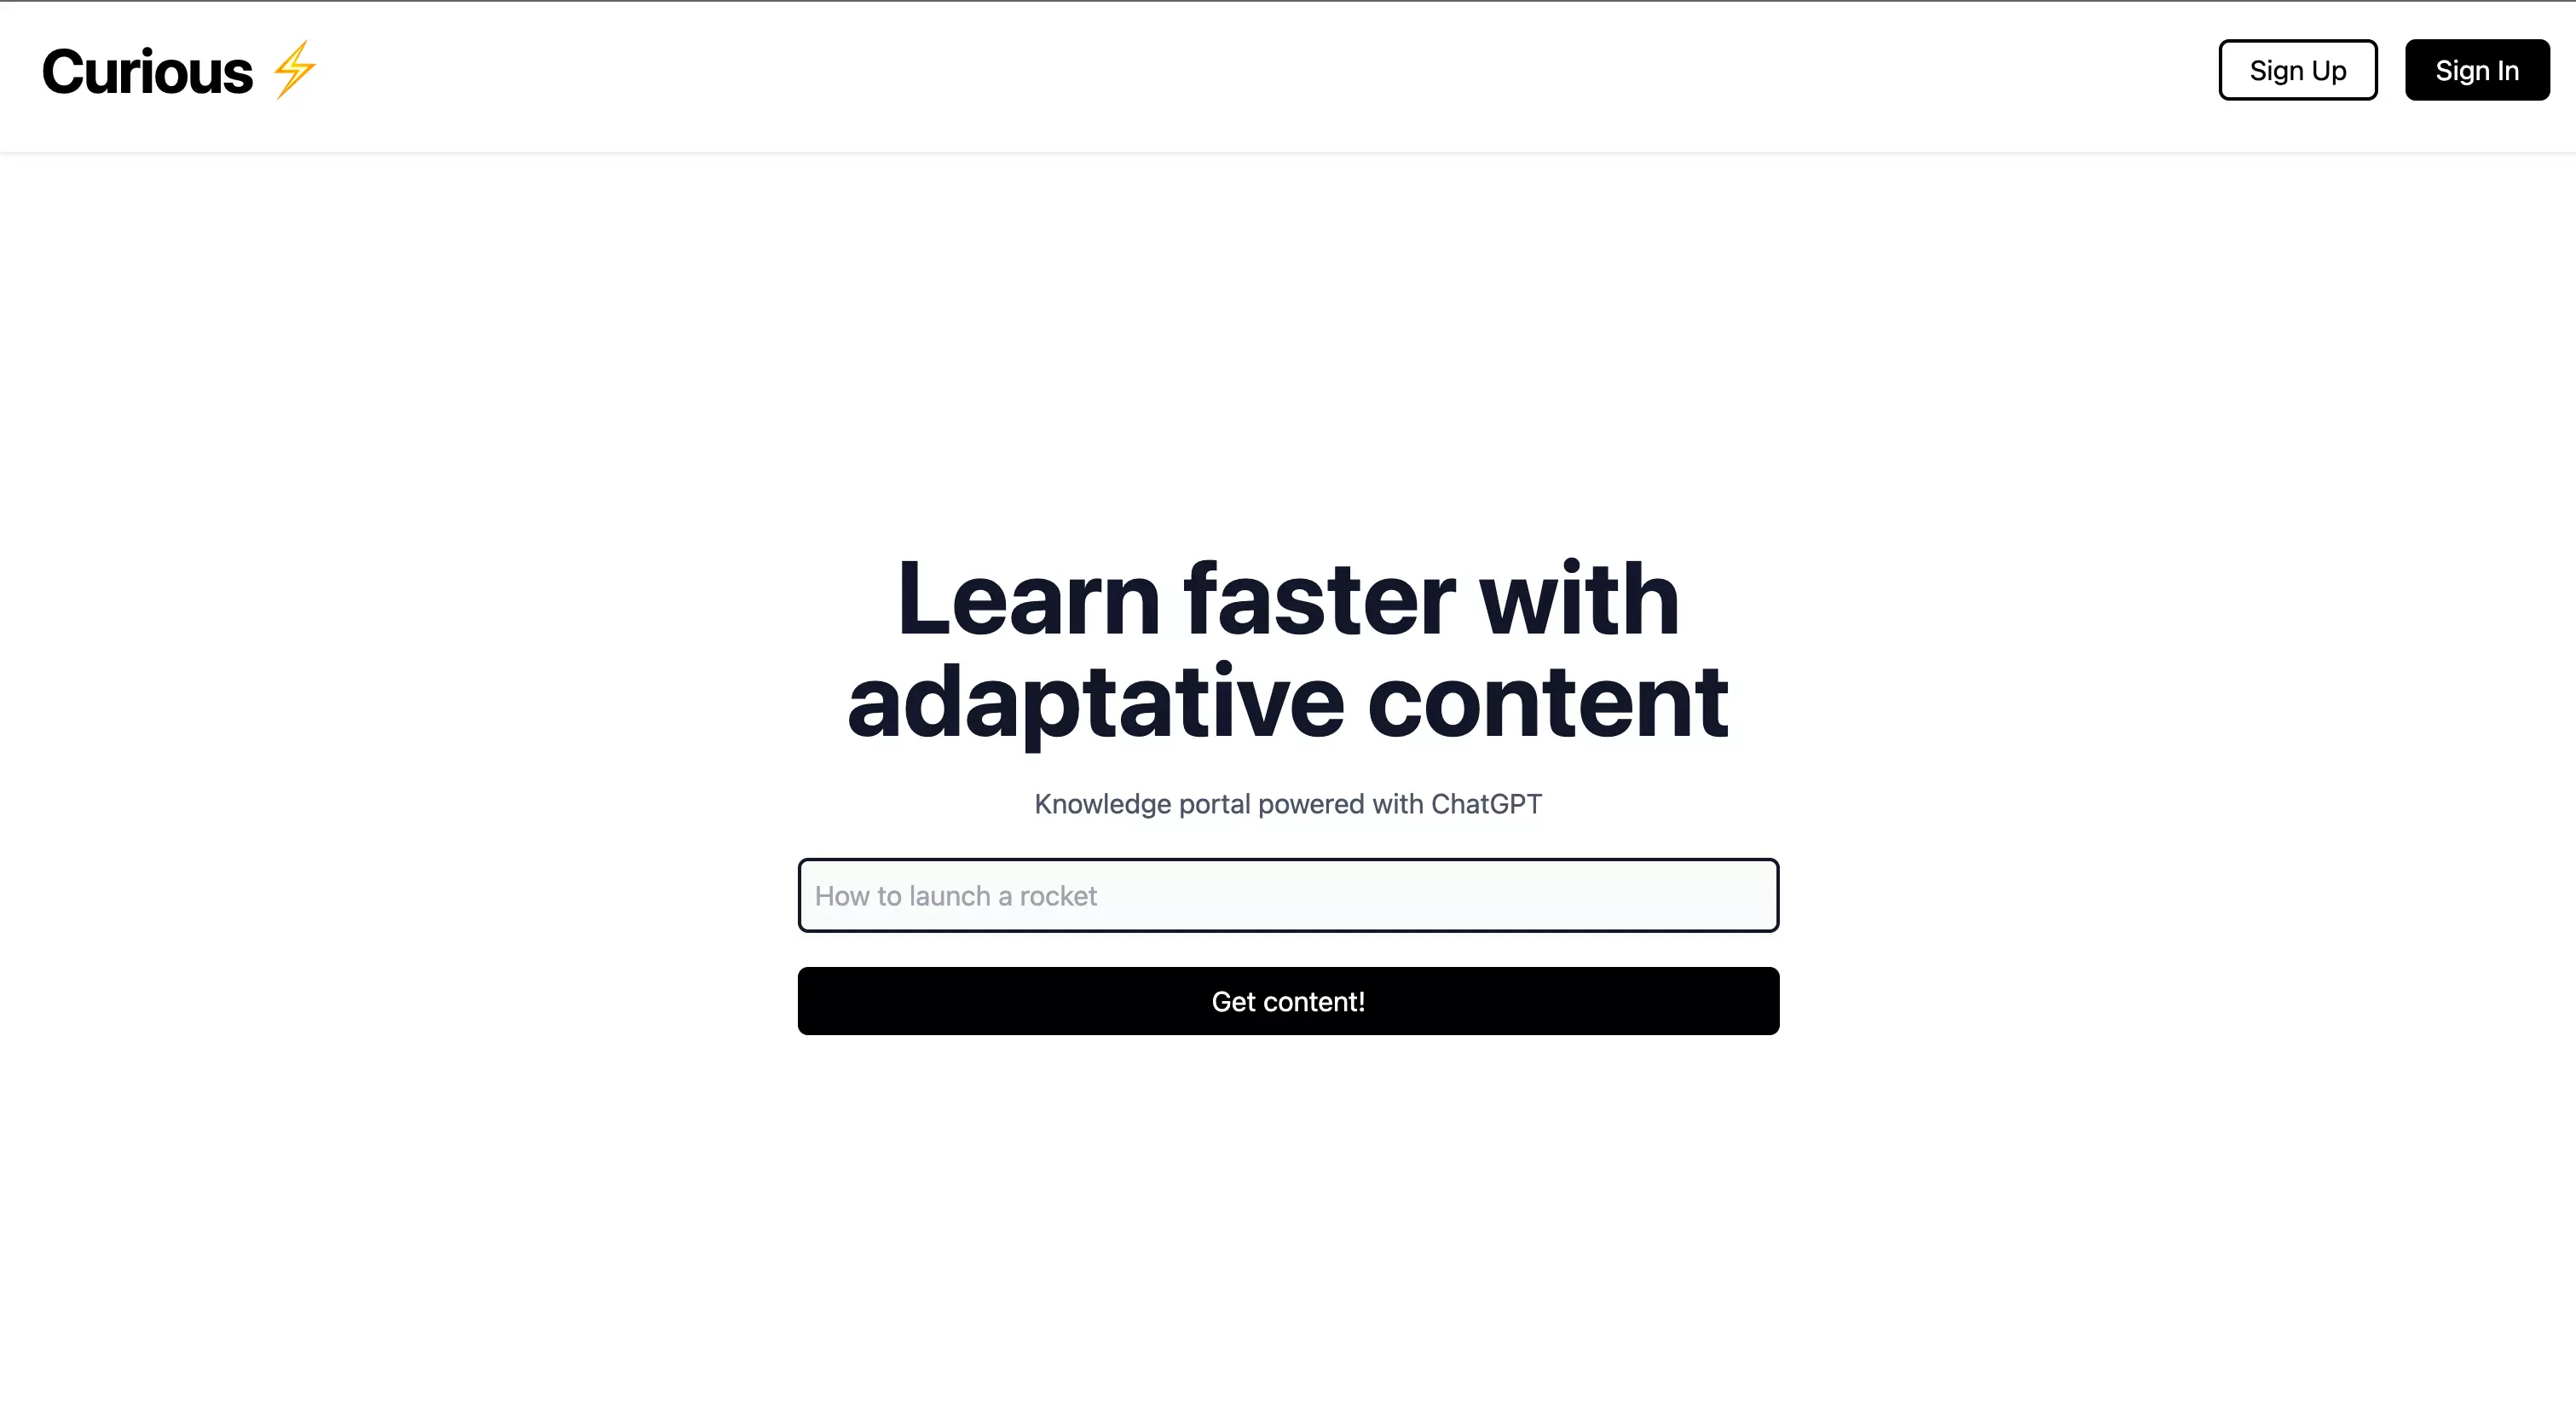 Curious ⚡
Sign Up
Sign In
Learn faster with
adaptative content
Knowledge portal powered with ChatGPT
How to launch a rocket
Get content!